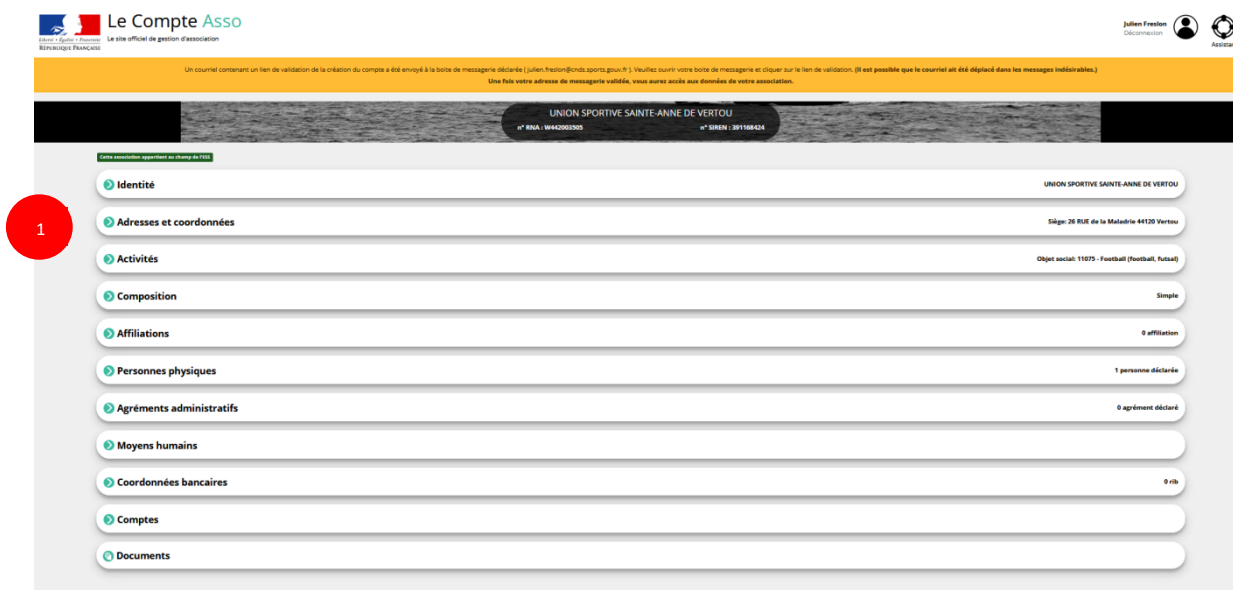 Le Compte Asso
Le site officiel de gestion d'association
Liberté • Égalité • Fraternité
RÉPUBLIQUE FRANÇAISE
Julien Freslon
Déconnexion
Assistan
Un courriel contenant un lien de validation de la création du compte a été envoyé à la boite de messagerie déclarée ( julien.freslon@cnds.sports.gouv.fr ). Veuillez ouvrir votre boite de messagerie et cliquer sur le lien de validation. (Il est possible que le courriel ait été déplacé dans les messages indésirables.)
Une fois votre adresse de messagerie validée, vous aurez accès aux données de votre association.
UNION SPORTIVE SAINTE-ANNE DE VERTOU
n° RNA : W442003505 n° SIREN : 391168424
Cette association appartient au champ de l'ESS
Identité UNION SPORTIVE SAINTE-ANNE DE VERTOU
1
Adresses et coordonnées Siège: 26 RUE de la Maladrie 44120 Vertou
Activités Objet social: 11075 - Football (football, futsal)
Composition Simple
Affiliations 0 affiliation
Personnes physiques 1 personne déclarée
Agréments administratifs 0 agrément déclaré
Moyens humains
Coordonnées bancaires 0 rib
Comptes
Documents